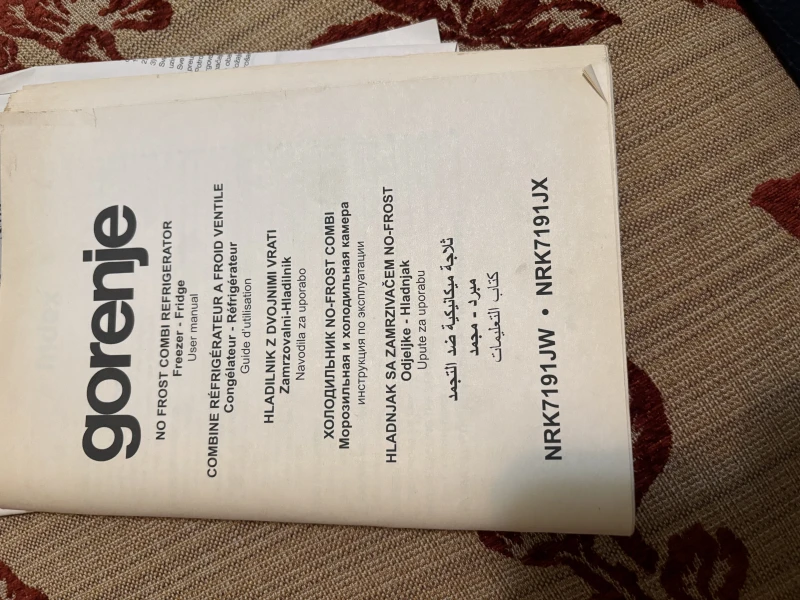 gorenje
NO FROST COMBI REFRIGERATOR
Freezer - Fridge
User manual
COMBINE RÉFRIGÉRATEUR A FROID VENTILE
Congélateur - Réfrigérateur
Guide d'utilisation
HLADILNIK Z DVOJNIMI VRATI
Zamrzovalni-Hladilnik
Navodila za uporabo
ХОЛОДИЛЬНИК NO-FROST COMBI
Морозильная и холодильная камера
инструкция по эксплуатации
HLADNJAK SA ZAMRZIVAČEM NO-FROST
Odjeljke - Hladnjak
Upute za uporabu
ثلاجة ميكانيكية ضد التجمد
مبرد - مجمد
كتاب التعليمات
NRK7191JW • NRK7191JX